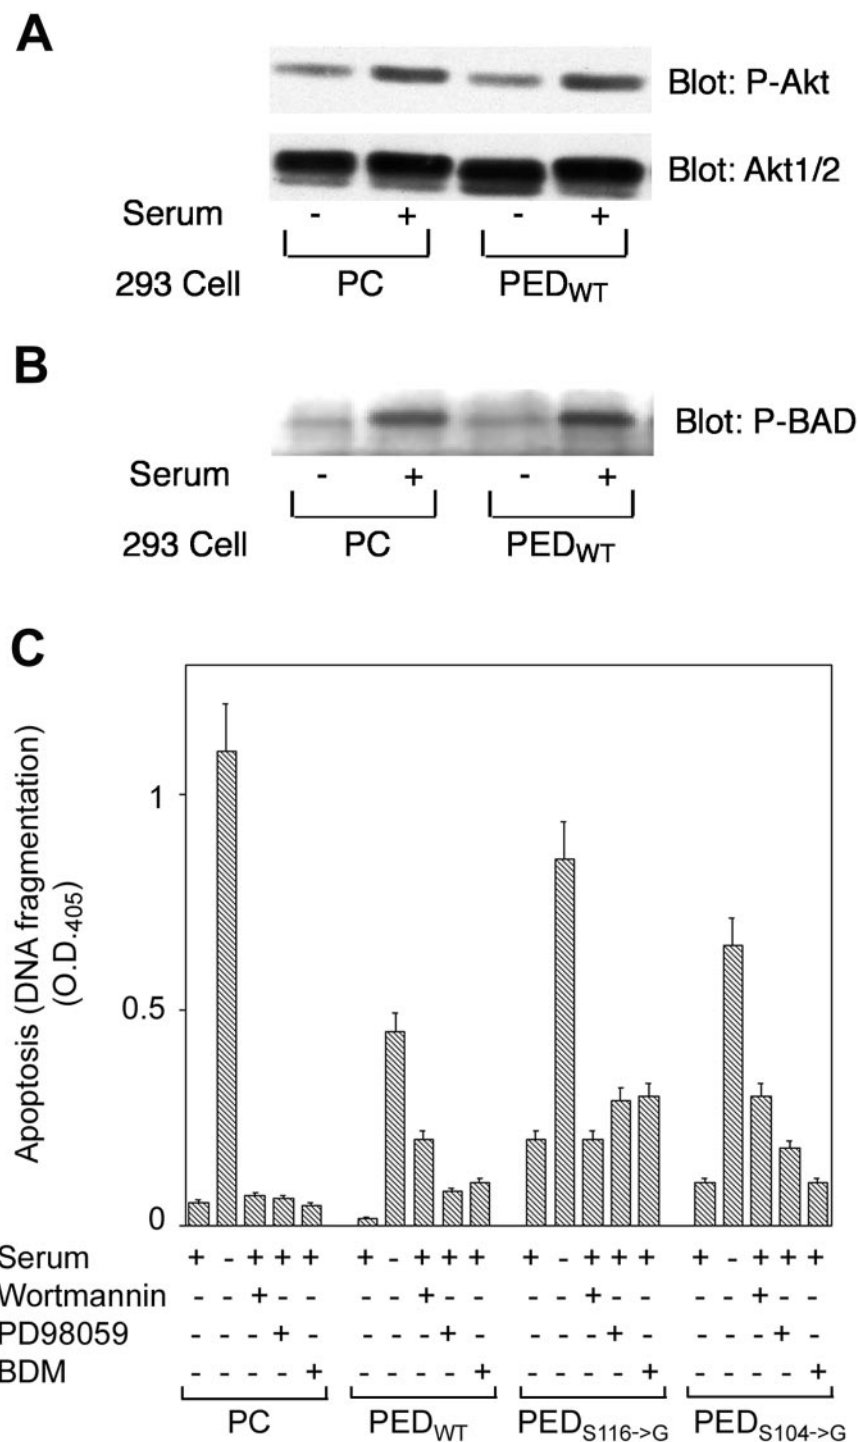 A
Blot: P-Akt
Blot: Akt1/2
Serum - + - +
293 Cell PC PEDWT
B
Blot: P-BAD
Serum - + - +
293 Cell PC PEDWT
C
Apoptosis (DNA fragmentation)
(O.D.405)
1
0.5
0
Serum + - + + + + - + + + + - + + + + - + + +
Wortmannin - - + - - - - + - - - - + - - - - + - -
PD98059 - - - + - - - - + - - - - + - - - - + -
BDM - - - - + - - - - + - - - - + - - - - +
PC PEDWT PEDS116->G PEDS104->G